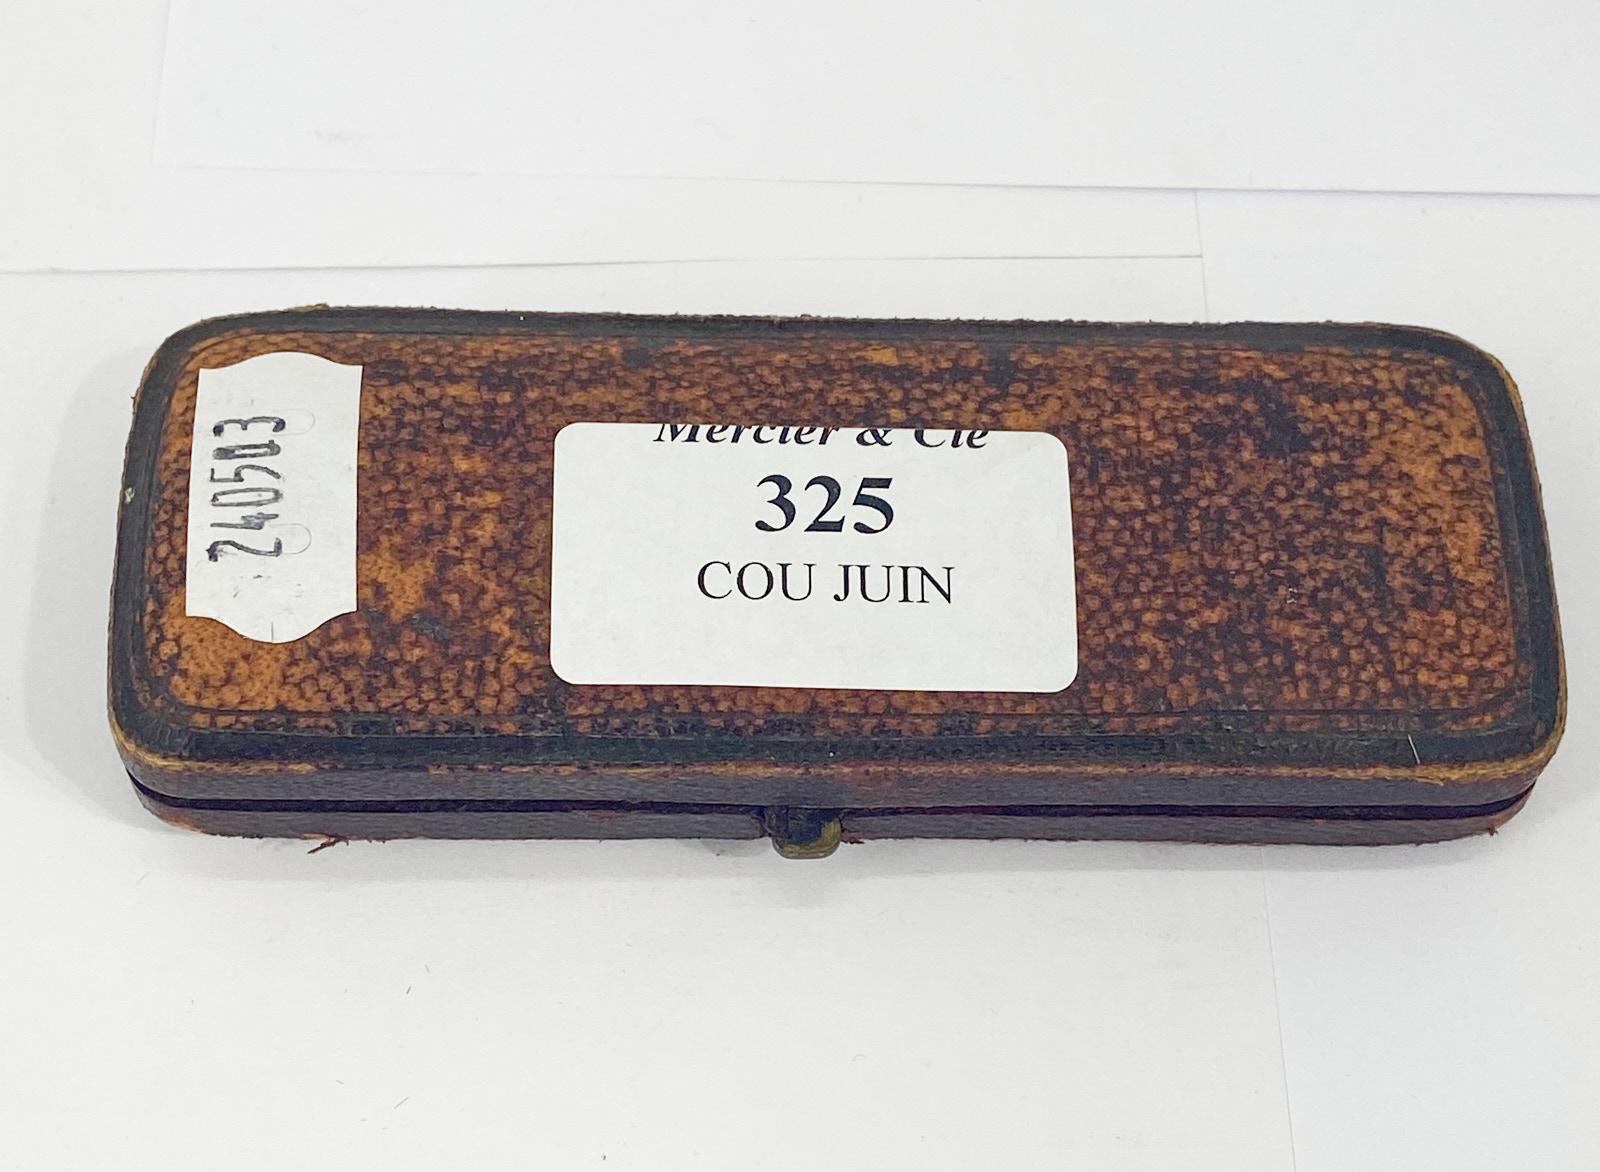 240503
Mercier & Cie
325
COU JUIN